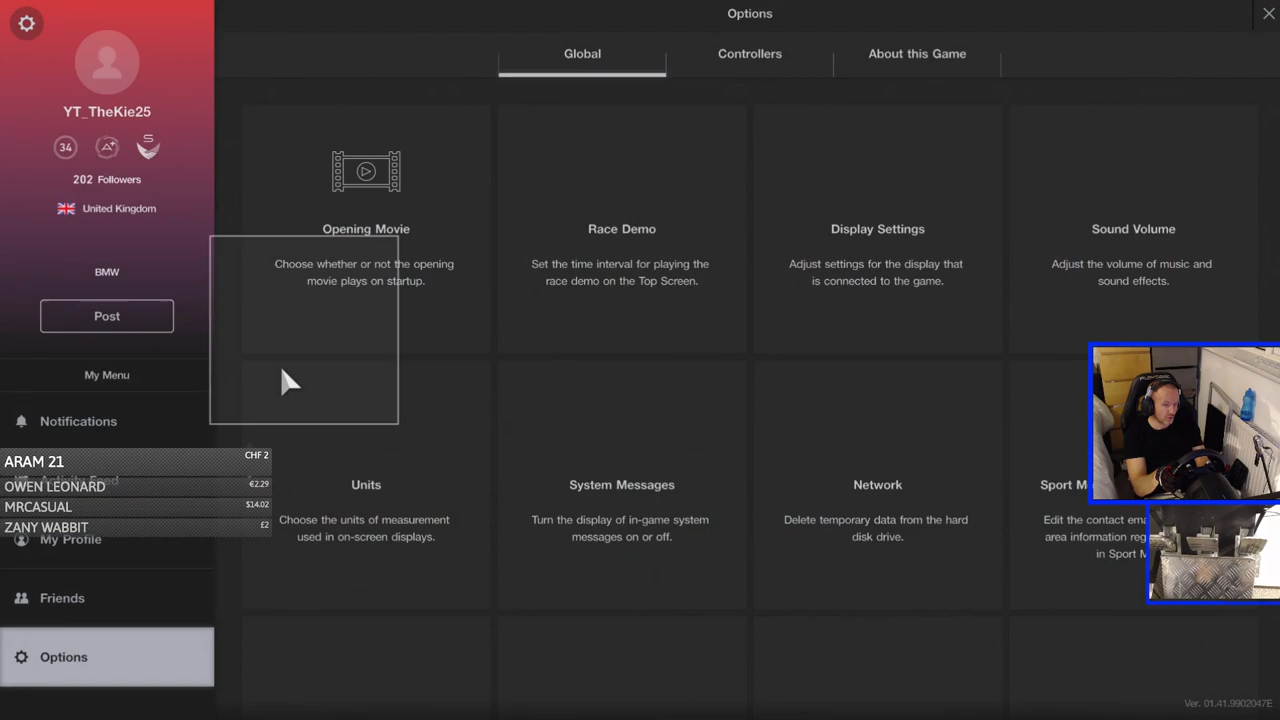 Options
Global
Controllers
About this Game
YT_TheKie25
34
A+
S
202 Followers
United Kingdom
BMW
Post
My Menu
Notifications
ARAM 21 CHF 2
OWEN LEONARD €2.29
MRCASUAL $14.02
ZANY WABBIT £2
My Profile
Friends
Options
Opening Movie
Choose whether or not the opening
movie plays on startup.
Race Demo
Set the time interval for playing the
race demo on the Top Screen.
Display Settings
Adjust settings for the display that
is connected to the game.
Sound Volume
Adjust the volume of music and
sound effects.
Units
Choose the units of measurement
used in on-screen displays.
System Messages
Turn the display of in-game system
messages on or off.
Network
Delete temporary data from the hard
disk drive.
Sport
Edit the contact
area information
in Sport
Ver. 01.41.9902047E